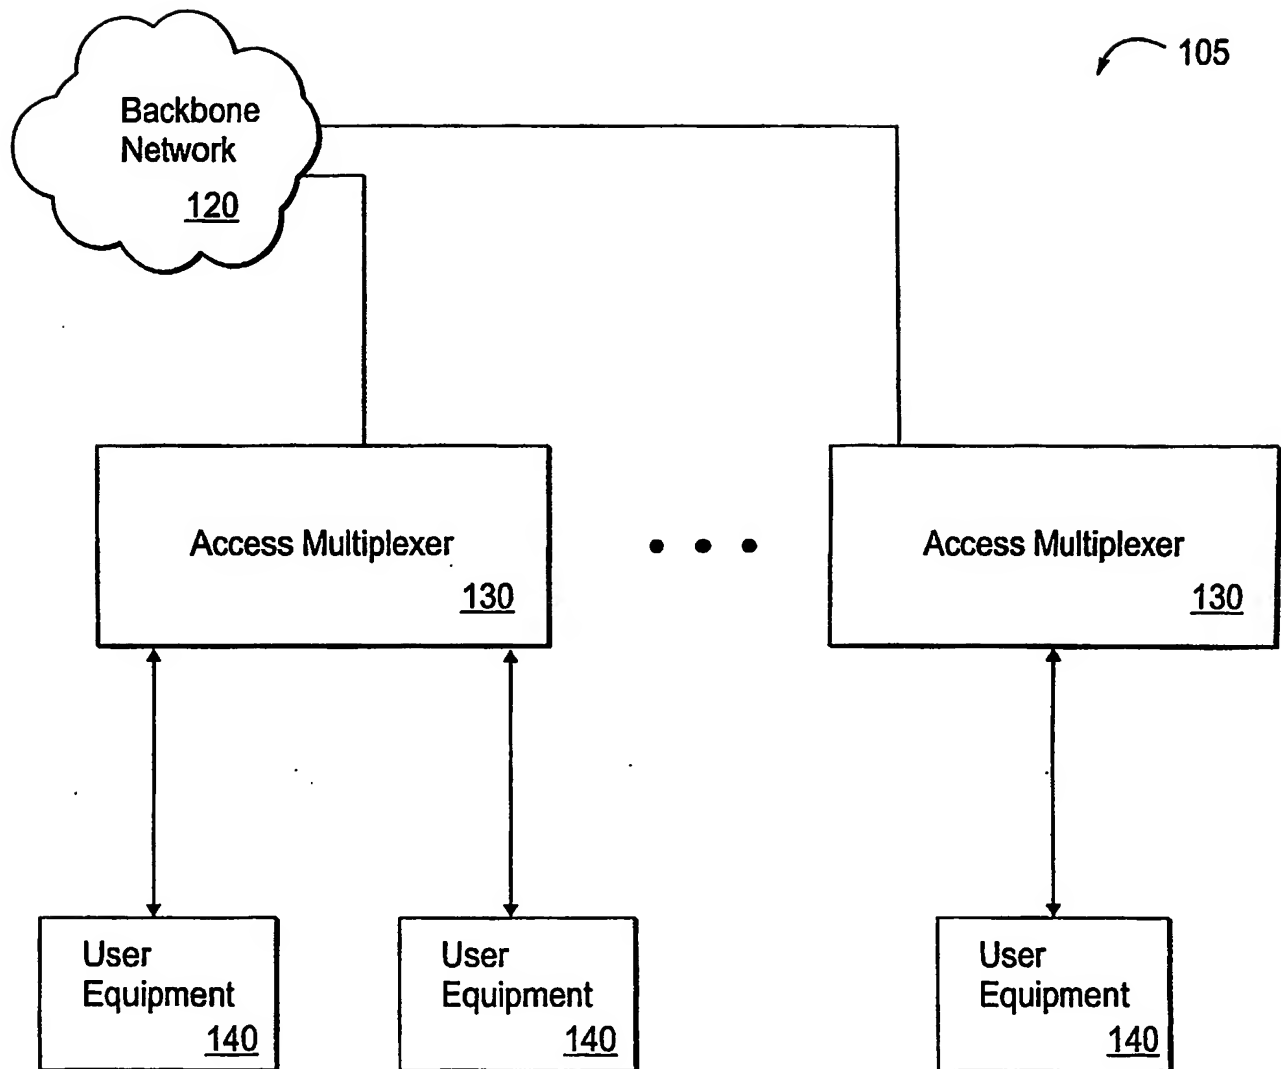 105
Backbone
Network
120
Access Multiplexer
130
Access Multiplexer
130
User
Equipment
140
User
Equipment
140
User
Equipment
140